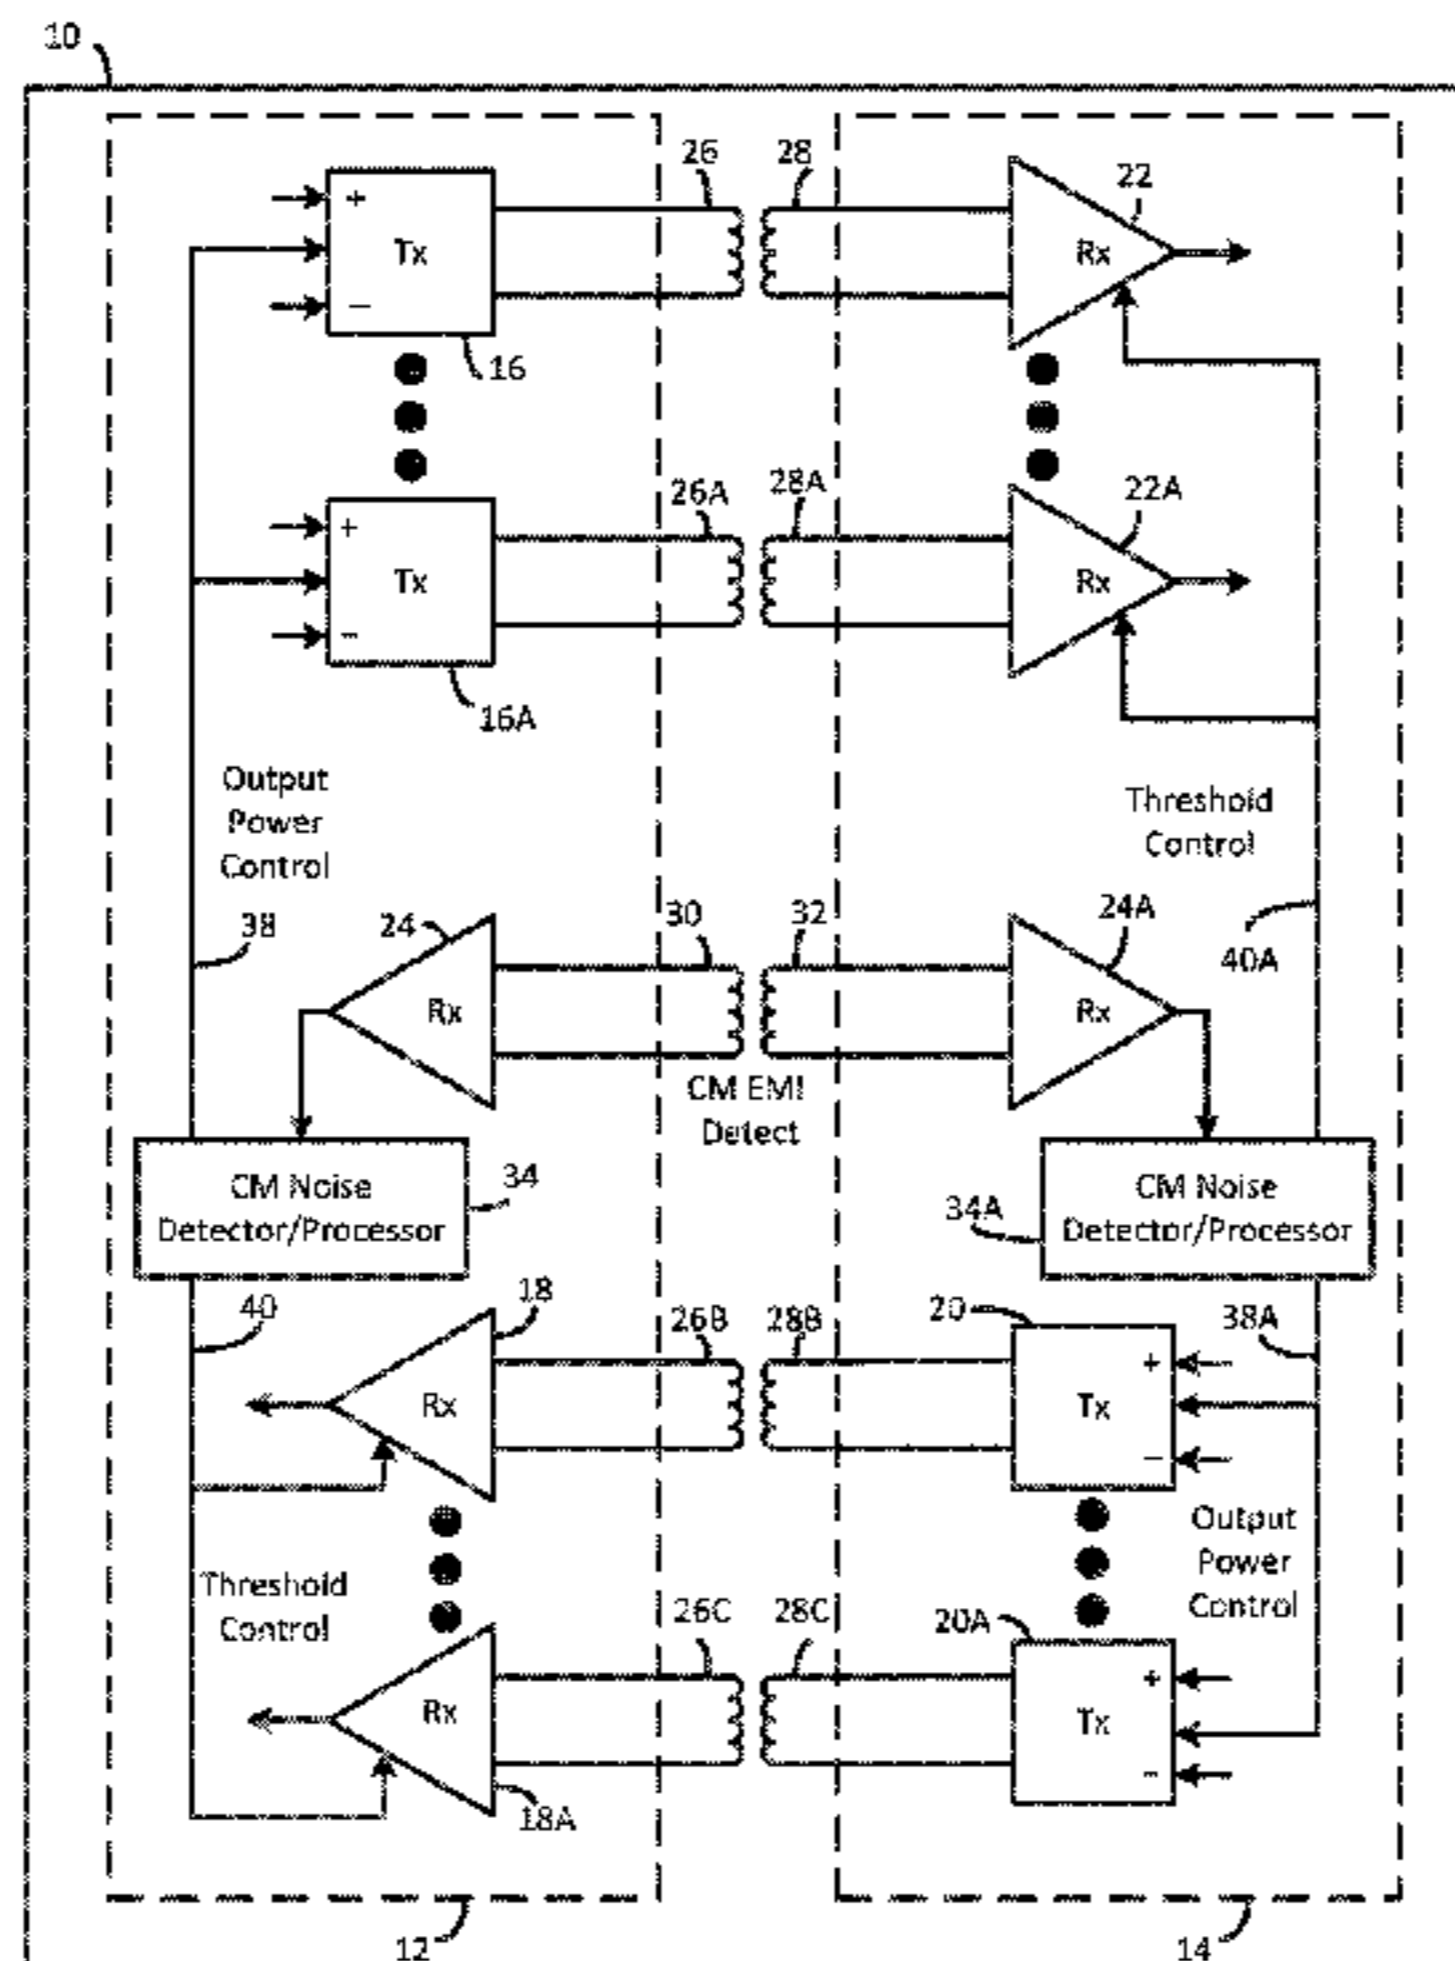 10
26
28
22
+
Tx
−
Rx
16
26A
28A
22A
+
Tx
−
Rx
16A
Output
Power
Control
Threshold
Control
38
24
30
32
24A
40A
Rx
Rx
CM EMI
Detect
CM Noise
Detector/Processor
34
34A
CM Noise
Detector/Processor
40
18
26B
28B
20
38A
Rx
+
Tx
−
Threshold
Control
Output
Power
Control
26C
28C
20A
Rx
+
Tx
−
18A
12
14